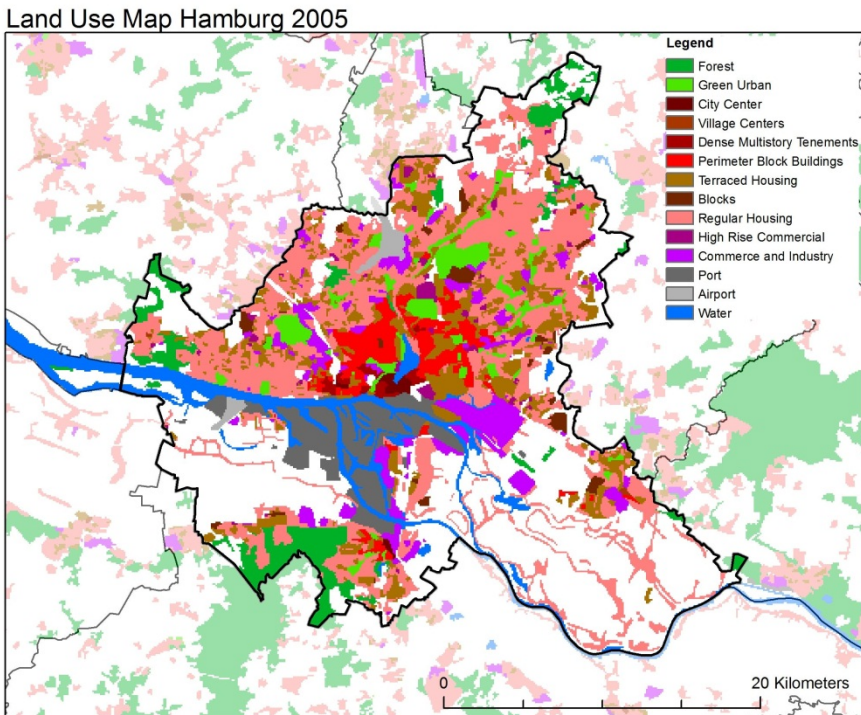 Land Use Map Hamburg 2005
Legend
Forest
Green Urban
City Center
Village Centers
Dense Multistory Tenements
Perimeter Block Buildings
Terraced Housing
Blocks
Regular Housing
High Rise Commercial
Commerce and Industry
Port
Airport
Water
0 20 Kilometers